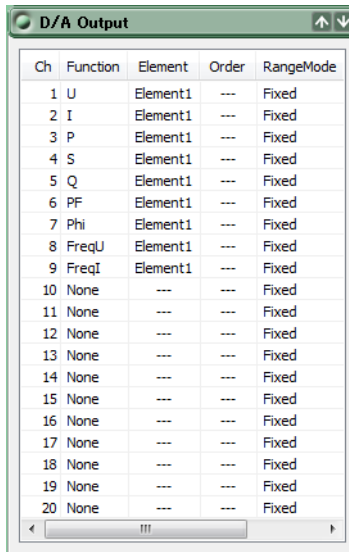 D/A Output
Ch Function Element Order RangeMode
1 U Element1 --- Fixed
2 I Element1 --- Fixed
3 P Element1 --- Fixed
4 S Element1 --- Fixed
5 Q Element1 --- Fixed
6 PF Element1 --- Fixed
7 Phi Element1 --- Fixed
8 FreqU Element1 --- Fixed
9 FreqI Element1 --- Fixed
10 None --- --- Fixed
11 None --- --- Fixed
12 None --- --- Fixed
13 None --- --- Fixed
14 None --- --- Fixed
15 None --- --- Fixed
16 None --- --- Fixed
17 None --- --- Fixed
18 None --- --- Fixed
19 None --- --- Fixed
20 None --- --- Fixed